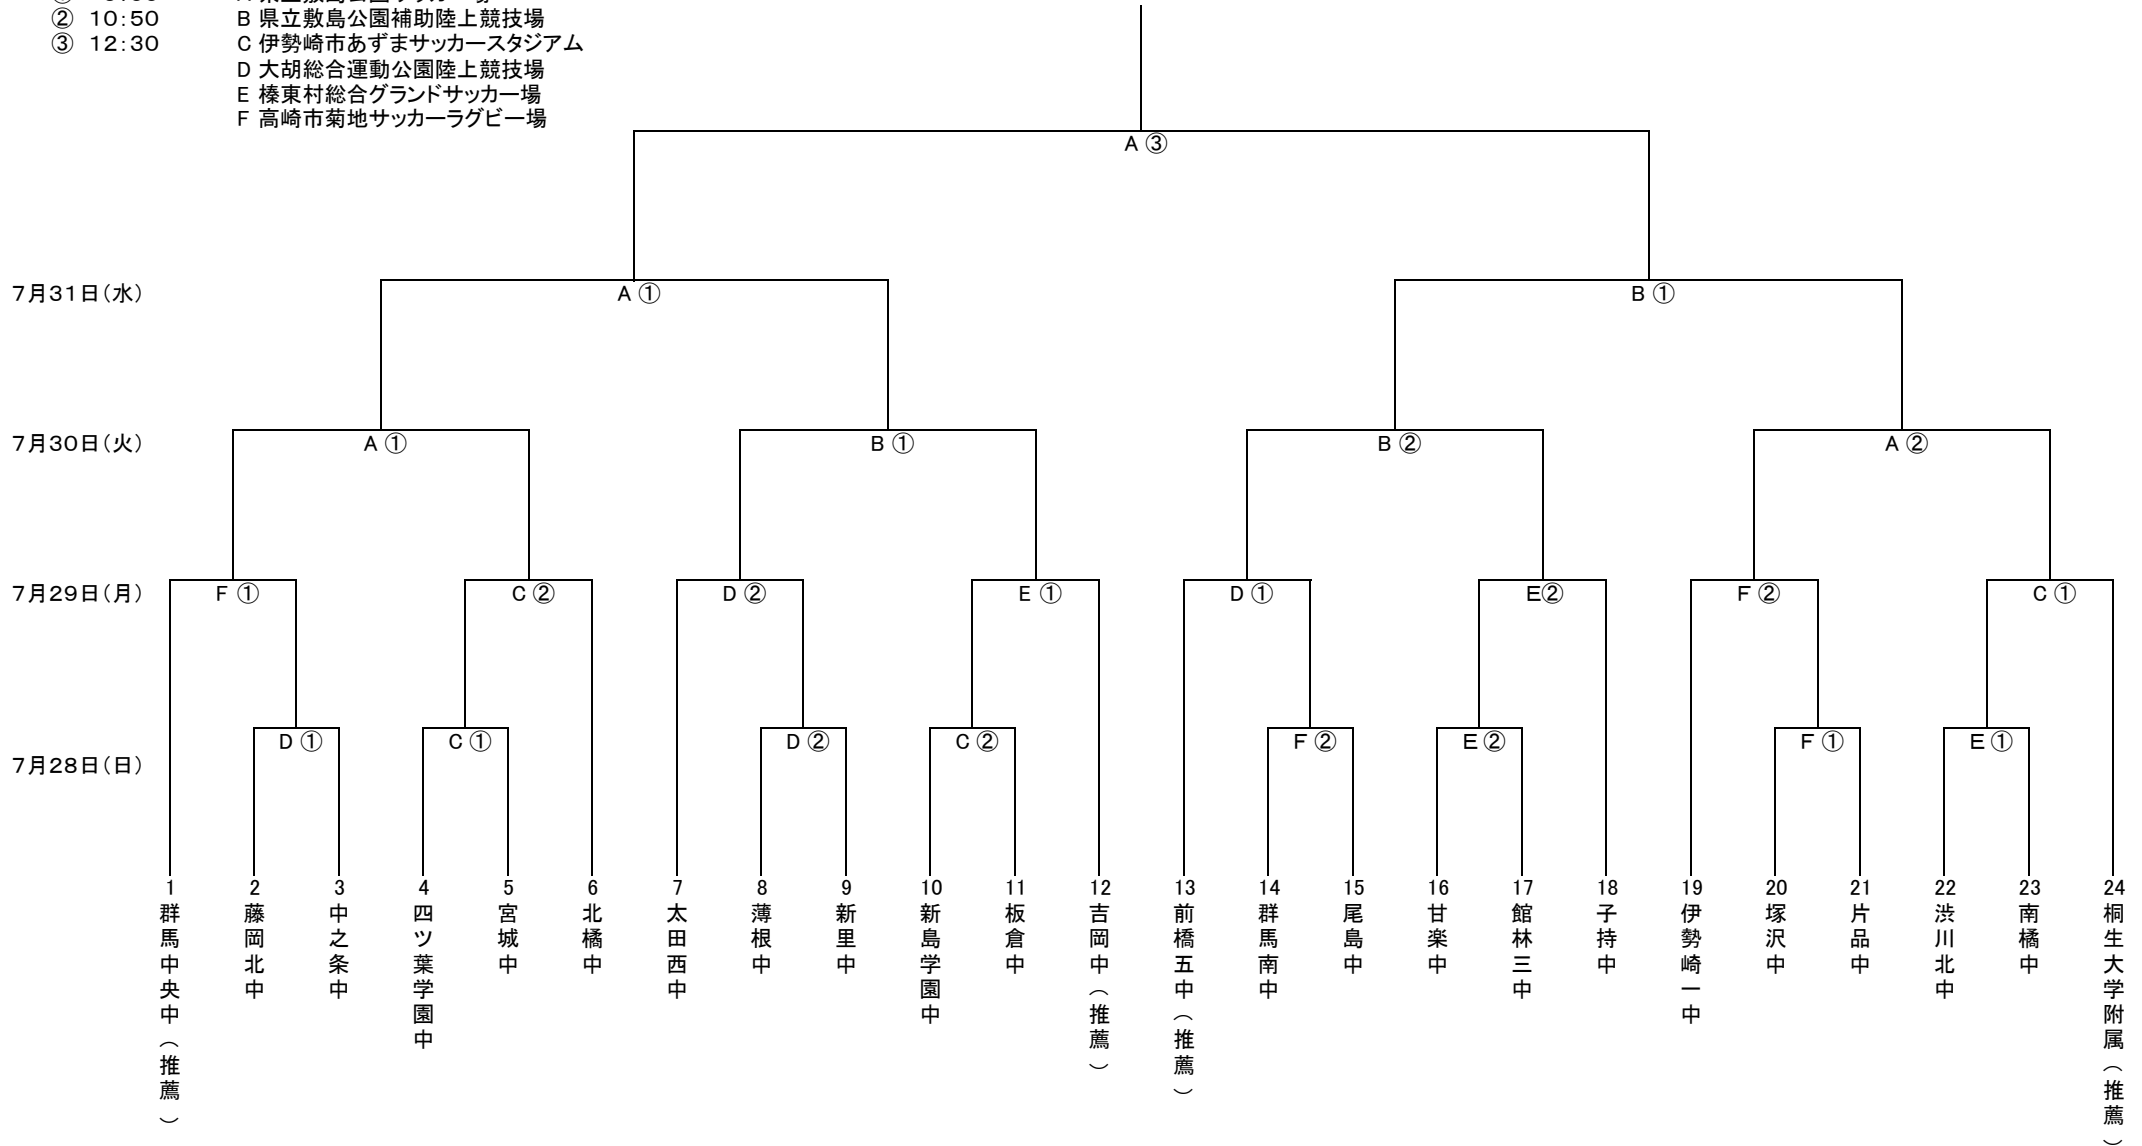 ② 10:50 B 県立敷島公園補助陸上競技場
③ 12:30 C 伊勢崎市あずまサッカースタジアム
D 大胡総合運動公園陸上競技場
E 榛東村総合グランドサッカー場
F 高崎市菊地サッカーラグビー場
A ③
7月31日(水) A ① B ①
7月30日(火) A ① B ① B ② A ②
7月29日(月) F ① C ② D ② E ① D ① E② F ② C ①
D ① C ① D ② C ② F ② E ② F ① E ①
7月28日(日)
1 群馬中央中(推薦)
2 藤岡北中
3 中之条中
4 四ツ葉学園中
5 宮城中
6 北橘中
7 太田西中
8 薄根中
9 新里中
10 新島学園中
11 板倉中
12 吉岡中(推薦)
13 前橋五中(推薦)
14 群馬南中
15 尾島中
16 甘楽中
17 館林三中
18 子持中
19 伊勢崎一中
20 塚沢中
21 片品中
22 渋川北中
23 南橘中
24 桐生大学附属(推薦)